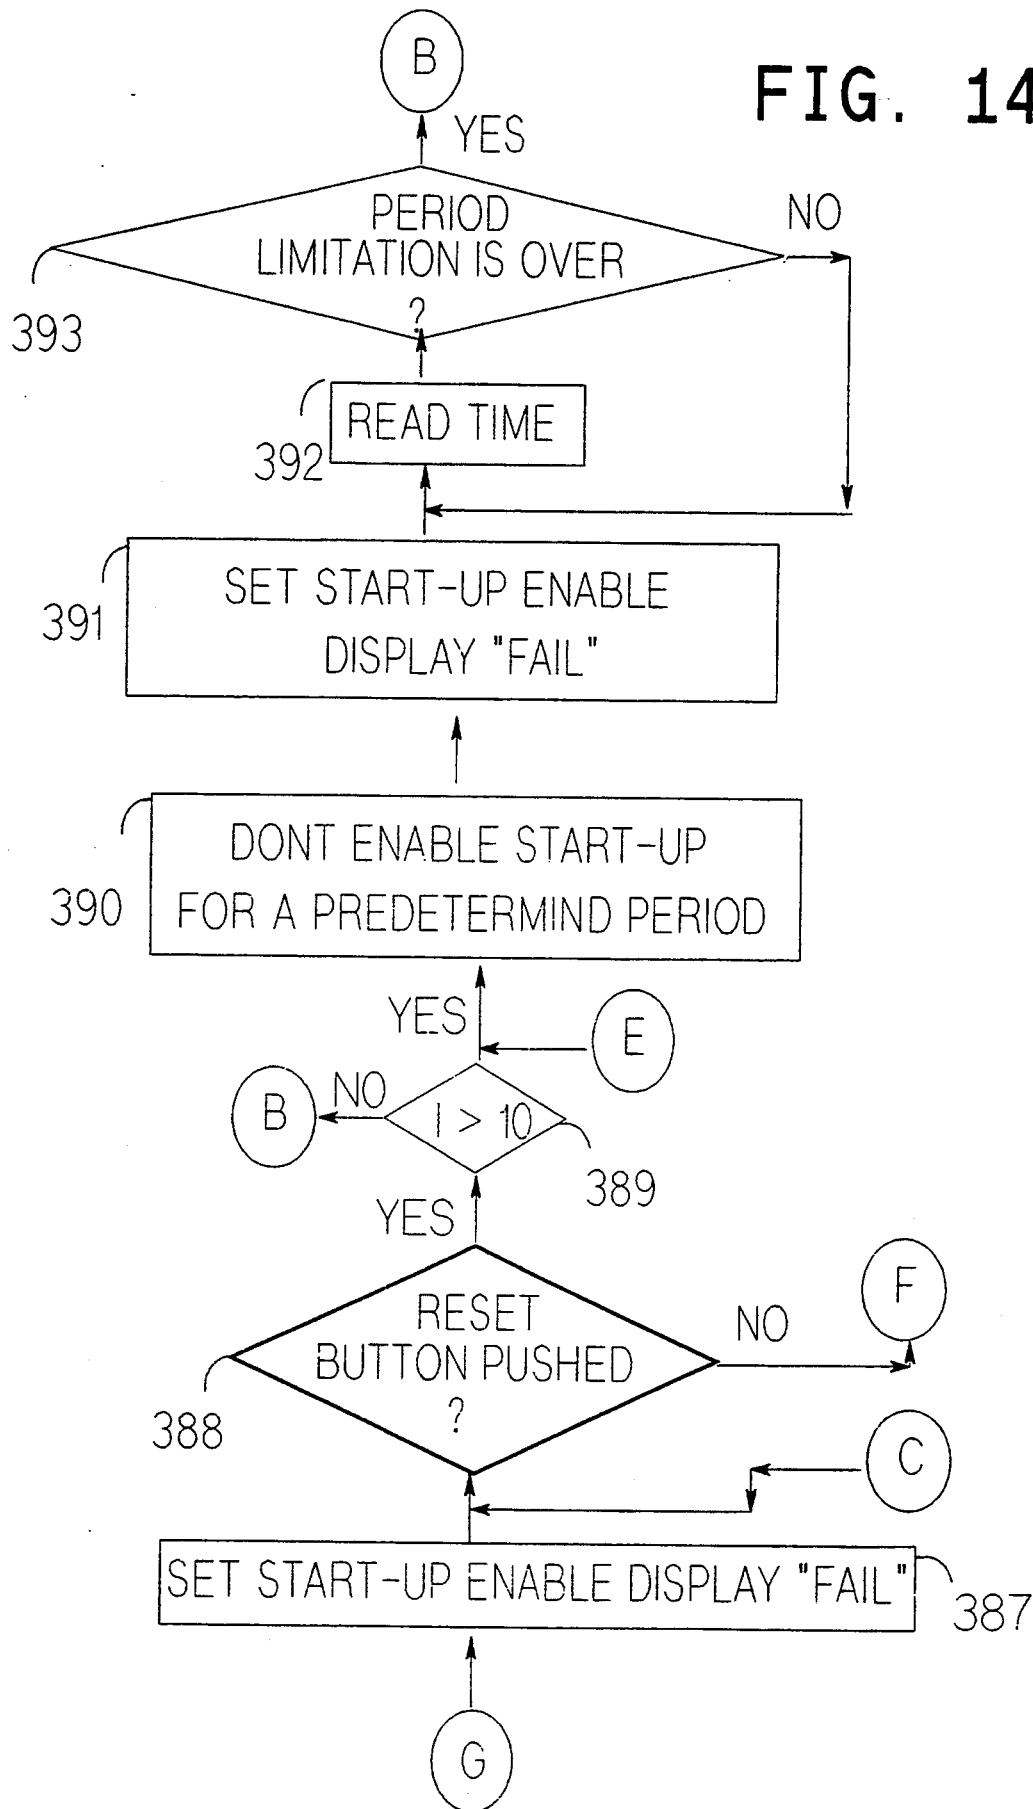 B
FIG. 14
YES
PERIOD
LIMITATION IS OVER
?
NO
393
READ TIME
392
SET START-UP ENABLE
DISPLAY "FAIL"
391
DONT ENABLE START-UP
FOR A PREDETERMIND PERIOD
390
YES
E
B
NO
I > 10
389
YES
RESET
BUTTON PUSHED
?
NO
F
388
C
SET START-UP ENABLE DISPLAY "FAIL"
387
G